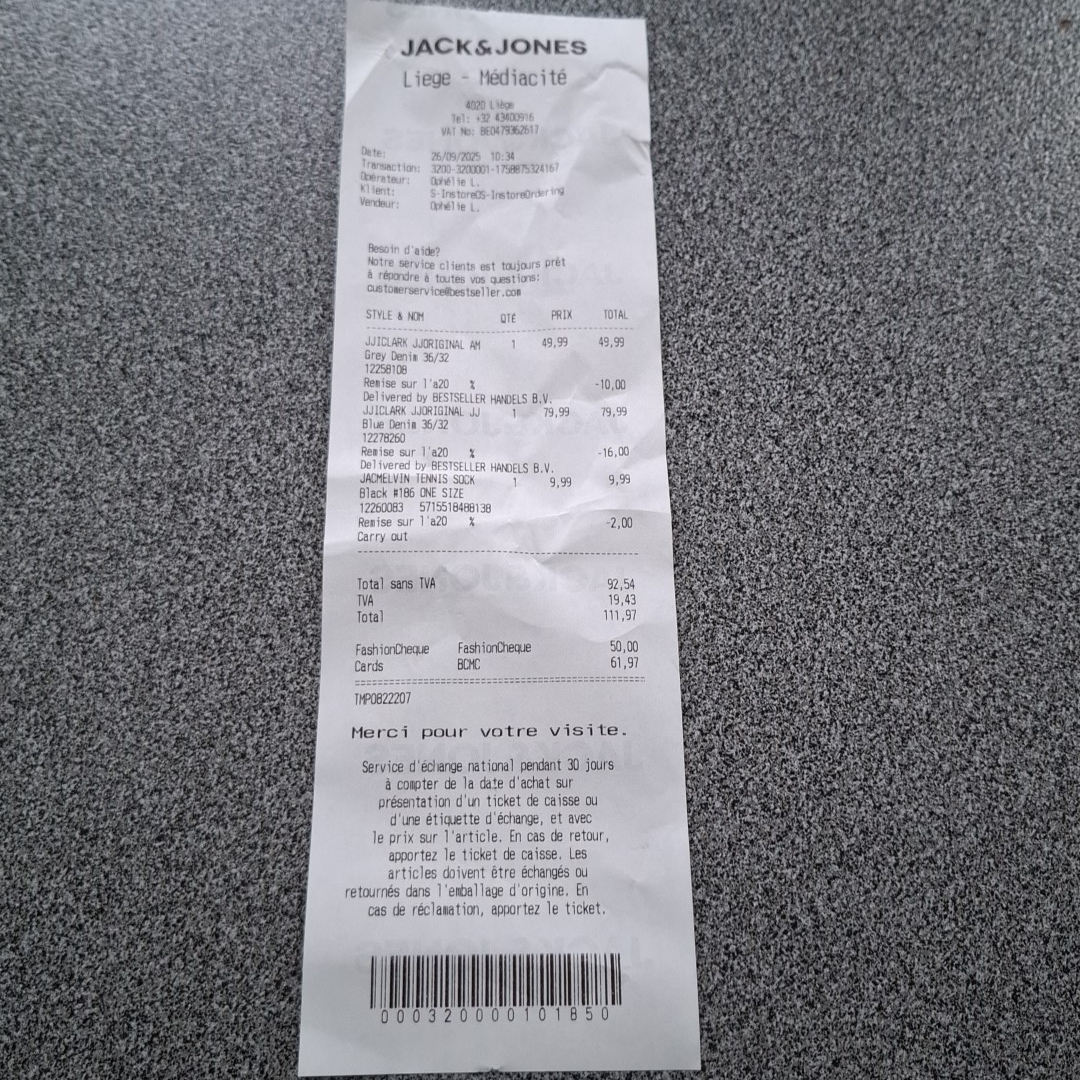 JACK&JONES
Liege - Médiacité
4020 Liège
Tel: +32 43400916
VAT No: BE0479362617
Date: 26/09/2025 10:34
Transaction: 3200-3200001-1758875324167
Opérateur: Ophélie L.
Klient: S-InstoreOS-InstoreOrdering
Vendeur: Ophélie L.
Besoin d'aide?
Notre service clients est toujours prêt
à répondre à toutes vos questions:
customerservice@bestseller.com
STYLE & NOM QTÉ PRIX TOTAL
JJICLARK JJORIGINAL AM 1 49,99 49,99
Grey Denim 36/32
12258108
Remise sur l'a20 % -10,00
Delivered by BESTSELLER HANDELS B.V.
JJICLARK JJORIGINAL JJ 1 79,99 79,99
Blue Denim 36/32
12278260
Remise sur l'a20 % -16,00
Delivered by BESTSELLER HANDELS B.V.
JACMELVIN TENNIS SOCK 1 9,99 9,99
Black #186 ONE SIZE
12260083 5715518488138
Remise sur l'a20 % -2,00
Carry out
Total sans TVA 92,54
TVA 19,43
Total 111,97
FashionCheque FashionCheque 50,00
Cards BCMC 61,97
TMP0822207
Merci pour votre visite.
Service d'échange national pendant 30 jours
à compter de la date d'achat sur
présentation d'un ticket de caisse ou
d'une étiquette d'échange, et avec
le prix sur l'article. En cas de retour,
apportez le ticket de caisse. Les
articles doivent être échangés ou
retournés dans l'emballage d'origine. En
cas de réclamation, apportez le ticket.
0003200000101850